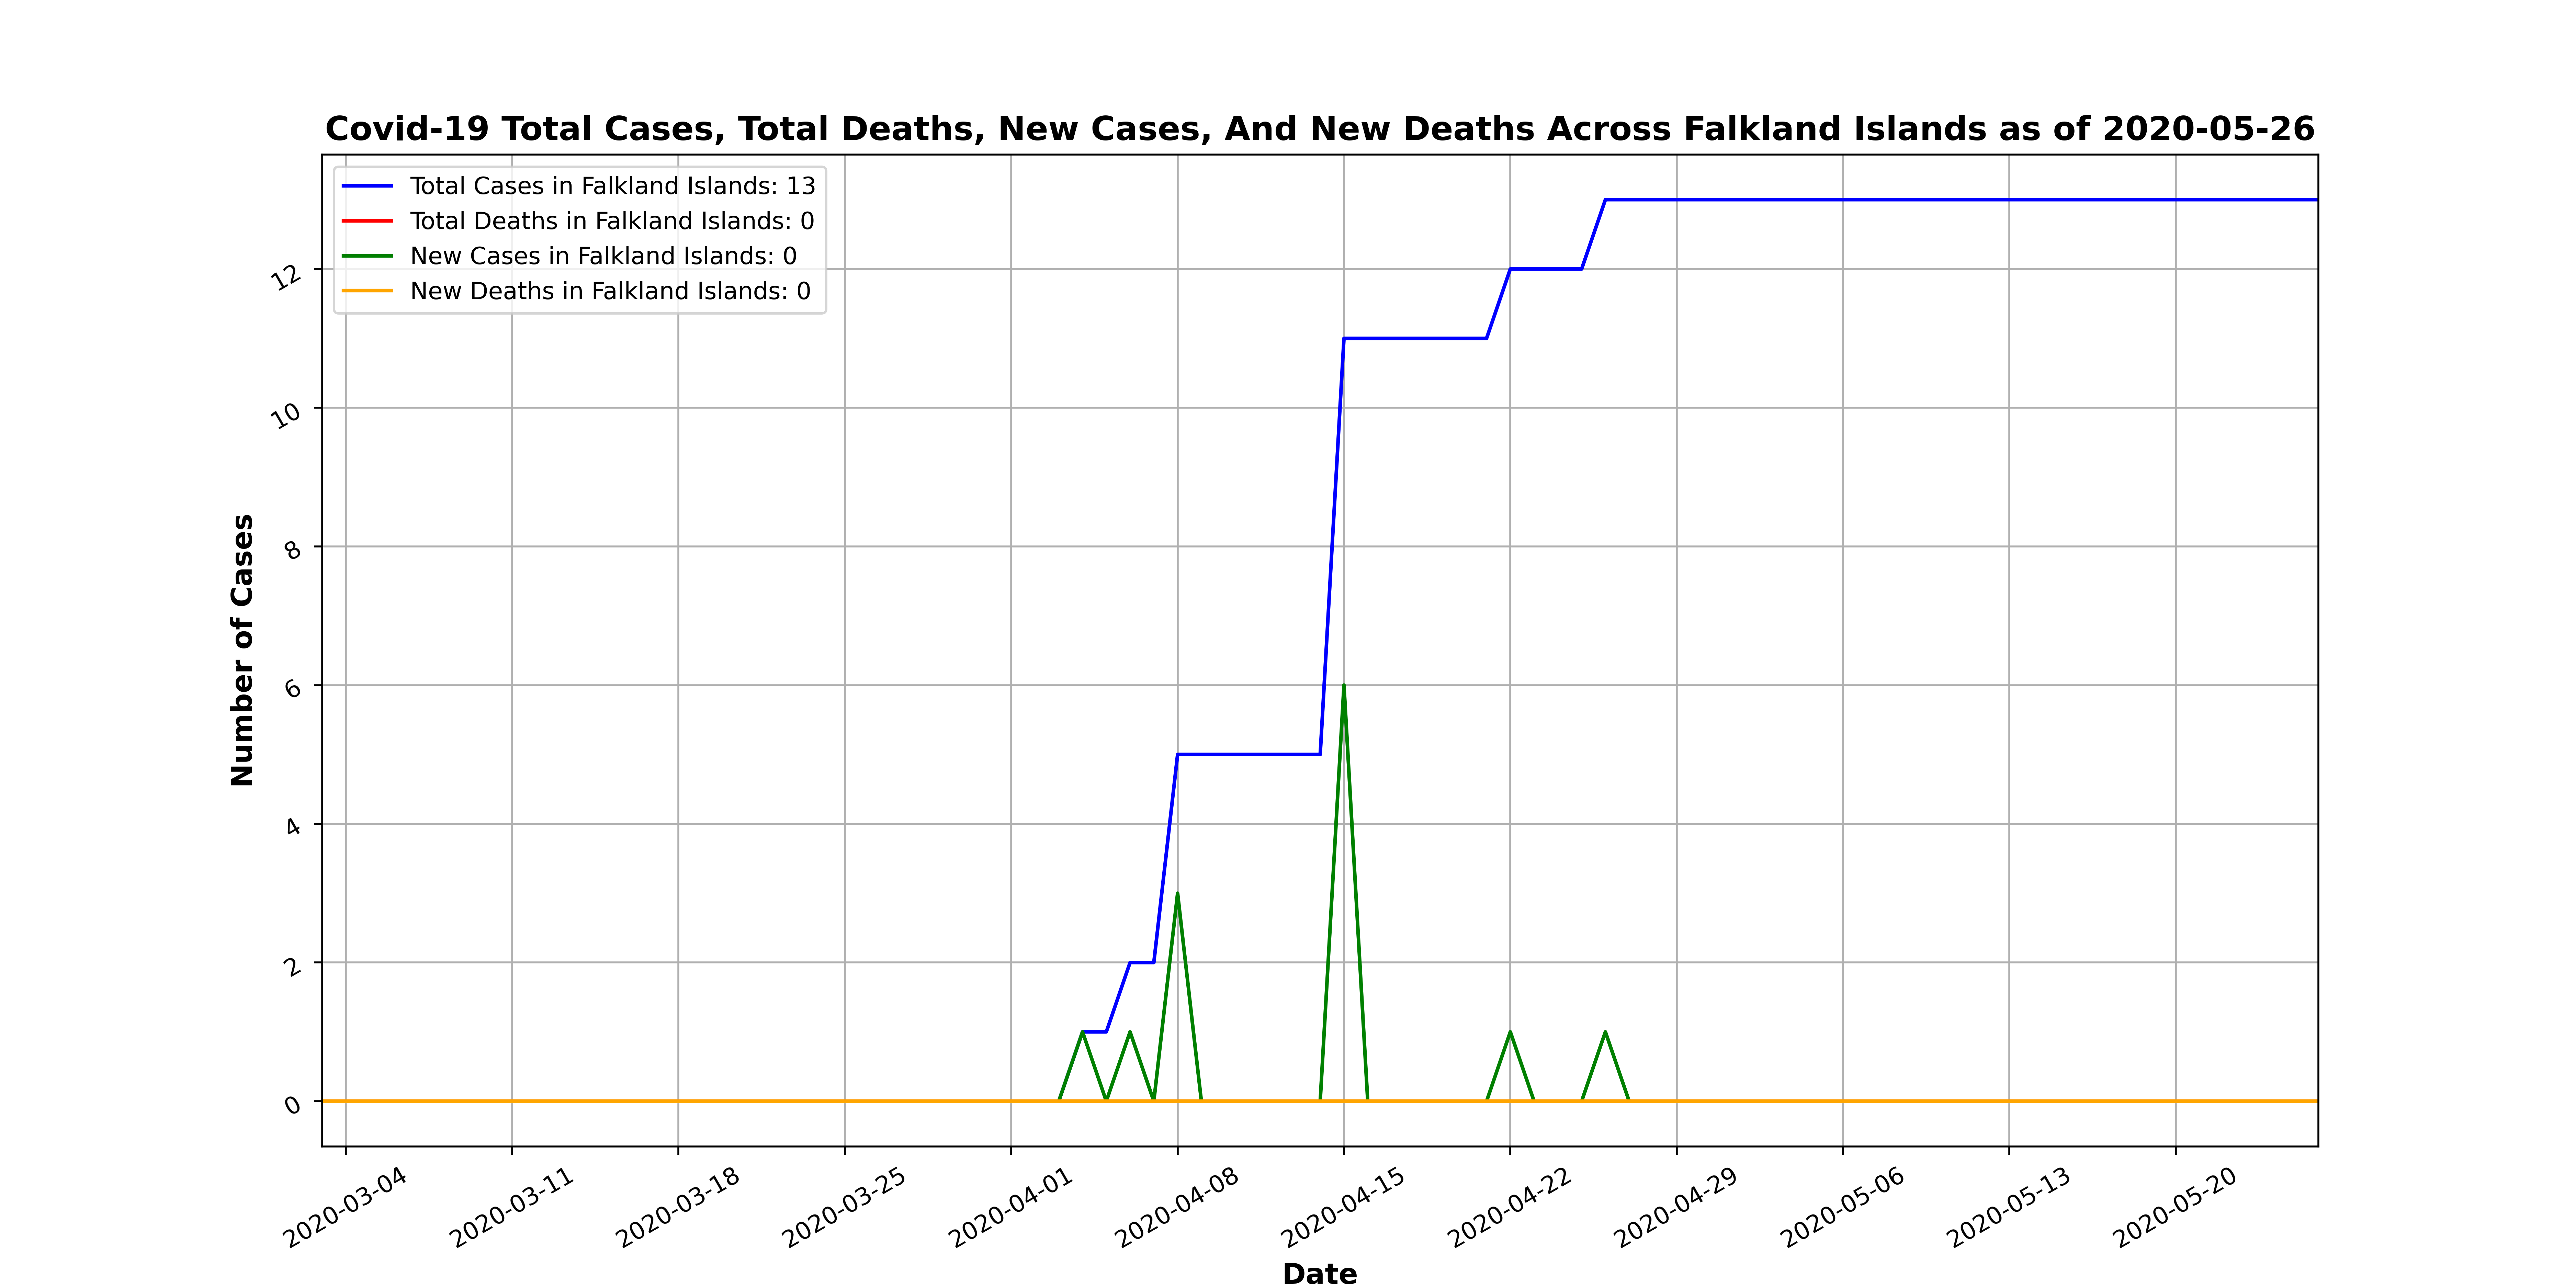 Covid-19 Total Cases, Total Deaths, New Cases, And New Deaths Across Falkland Islands as of 2020-05-26
Total Cases in Falkland Islands: 13
Total Deaths in Falkland Islands: 0
New Cases in Falkland Islands: 0
New Deaths in Falkland Islands: 0
Number of Cases
12
10
8
6
4
2
0
2020-03-04
2020-03-11
2020-03-18
2020-03-25
2020-04-01
2020-04-08
2020-04-15
2020-04-22
2020-04-29
2020-05-06
2020-05-13
2020-05-20
Date